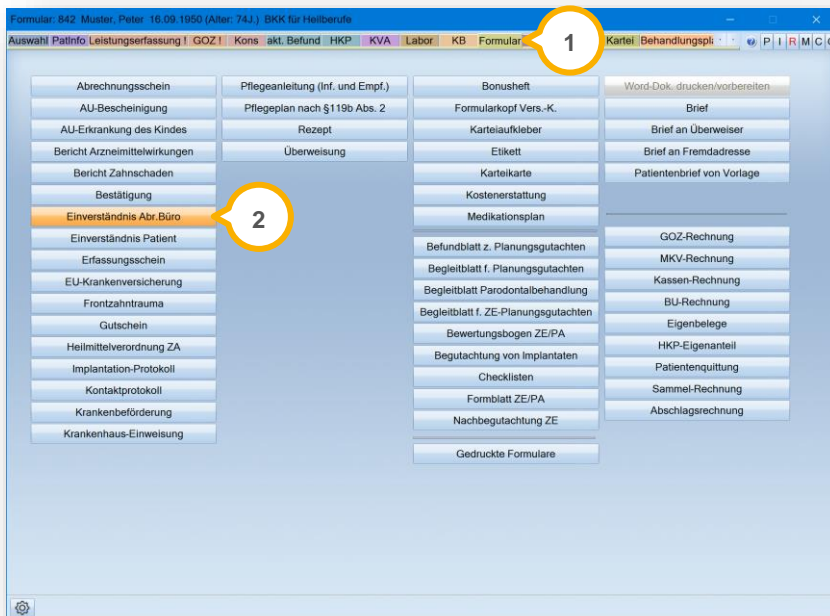 Formular: 842 Muster, Peter 16.09.1950 (Alter: 74J.) BKK für Heilberufe
Auswahl PatInfo Leistungserfassung ! GOZ ! Kons akt. Befund HKP KVA Labor KB Formular Kartei Behandlungspl P I R M C
1
Abrechnungsschein
AU-Bescheinigung
AU-Erkrankung des Kindes
Bericht Arzneimittelwirkungen
Bericht Zahnschaden
Bestätigung
Einverständnis Abr.Büro
2
Einverständnis Patient
Erfassungsschein
EU-Krankenversicherung
Frontzahntrauma
Gutschein
Heilmittelverordnung ZA
Implantation-Protokoll
Kontaktprotokoll
Krankenbeförderung
Krankenhaus-Einweisung
Pflegeanleitung (Inf. und Empf.)
Pflegeplan nach §119b Abs. 2
Rezept
Überweisung
Bonusheft
Formularkopf Vers.-K.
Karteiaufkleber
Etikett
Karteikarte
Kostenerstattung
Medikationsplan
Befundblatt z. Planungsgutachten
Begleitblatt f. Planungsgutachten
Begleitblatt Parodontalbehandlung
Begleitblatt f. ZE-Planungsgutachten
Bewertungsbogen ZE/PA
Begutachtung von Implantaten
Checklisten
Formblatt ZE/PA
Nachbegutachtung ZE
Gedruckte Formulare
Word-Dok. drucken/vorbereiten
Brief
Brief an Überweiser
Brief an Fremdadresse
Patientenbrief von Vorlage
GOZ-Rechnung
MKV-Rechnung
Kassen-Rechnung
BU-Rechnung
Eigenbelege
HKP-Eigenanteil
Patientenquittung
Sammel-Rechnung
Abschlagsrechnung